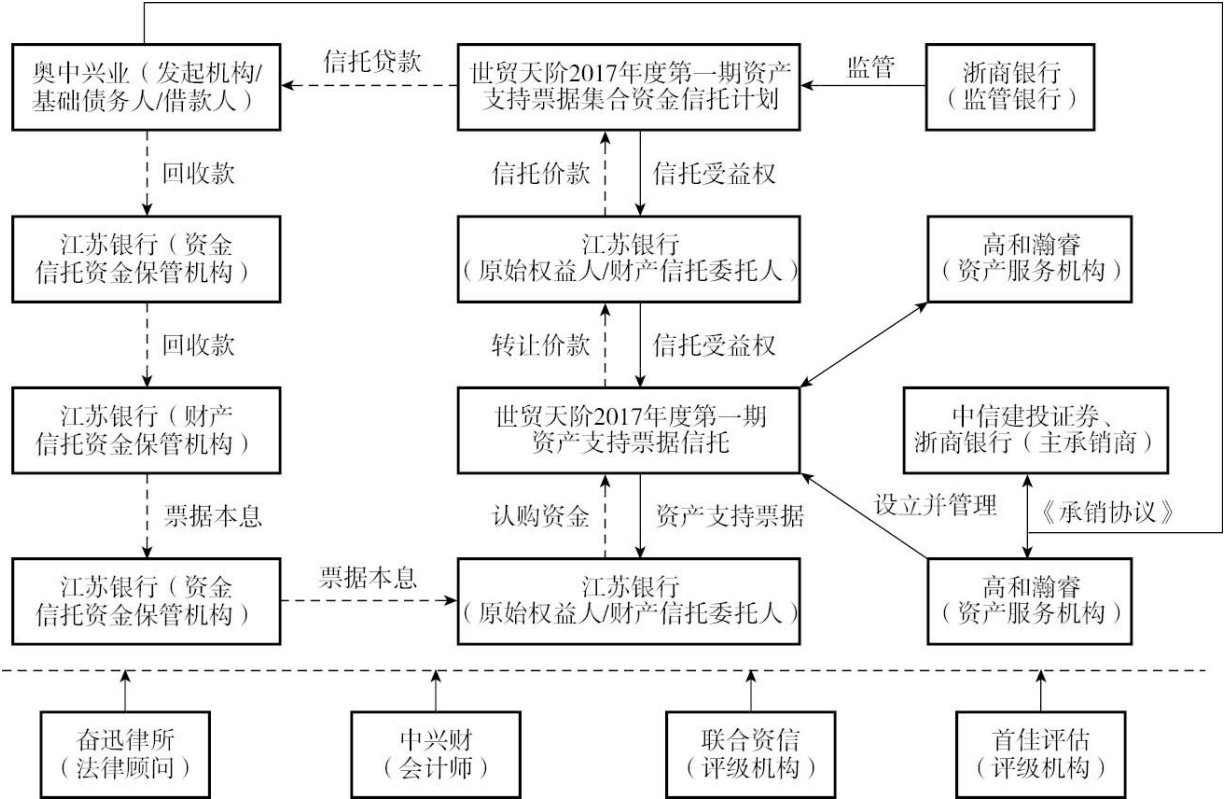 奥中兴业（发起机构/
基础债务人/借款人）
信托贷款
世贸天阶2017年度第一期资产
支持票据集合资金信托计划
监管
浙商银行
（监管银行）
回收款
信托价款
信托受益权
江苏银行（资金
信托资金保管机构）
江苏银行
（原始权益人/财产信托委托人）
高和瀚睿
（资产服务机构）
回收款
转让价款
信托受益权
江苏银行（财产
信托资金保管机构）
世贸天阶2017年度第一期
资产支持票据信托
中信建投证券、
浙商银行（主承销商）
票据本息
认购资金
资产支持票据
设立并管理
《承销协议》
江苏银行（资金
信托资金保管机构）
票据本息
江苏银行
（原始权益人/财产信托委托人）
高和瀚睿
（资产服务机构）
奋迅律所
（法律顾问）
中兴财
（会计师）
联合资信
（评级机构）
首佳评估
（评级机构）